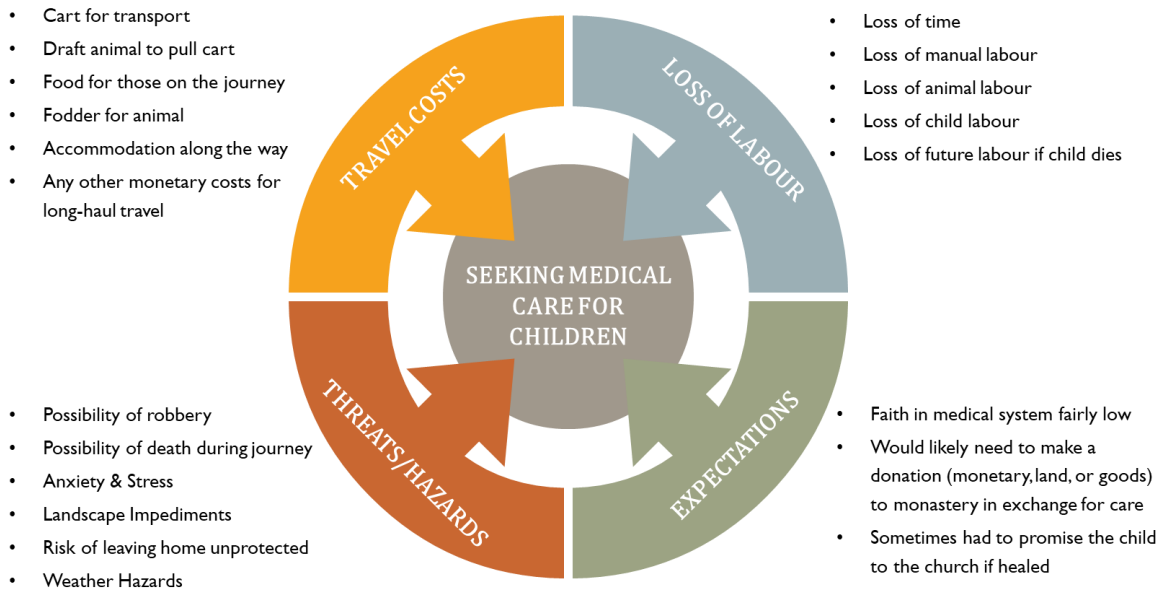 • Cart for transport
• Draft animal to pull cart
• Food for those on the journey
• Fodder for animal
• Accommodation along the way
• Any other monetary costs for
long-haul travel
TRAVEL COSTS
LOSS OF LABOUR
• Loss of time
• Loss of manual labour
• Loss of animal labour
• Loss of child labour
• Loss of future labour if child dies
SEEKING MEDICAL
CARE FOR
CHILDREN
• Possibility of robbery
• Possibility of death during journey
• Anxiety & Stress
• Landscape Impediments
• Risk of leaving home unprotected
• Weather Hazards
THREATS/HAZARDS
EXPECTATIONS
• Faith in medical system fairly low
• Would likely need to make a
donation (monetary, land, or goods)
to monastery in exchange for care
• Sometimes had to promise the child
to the church if healed